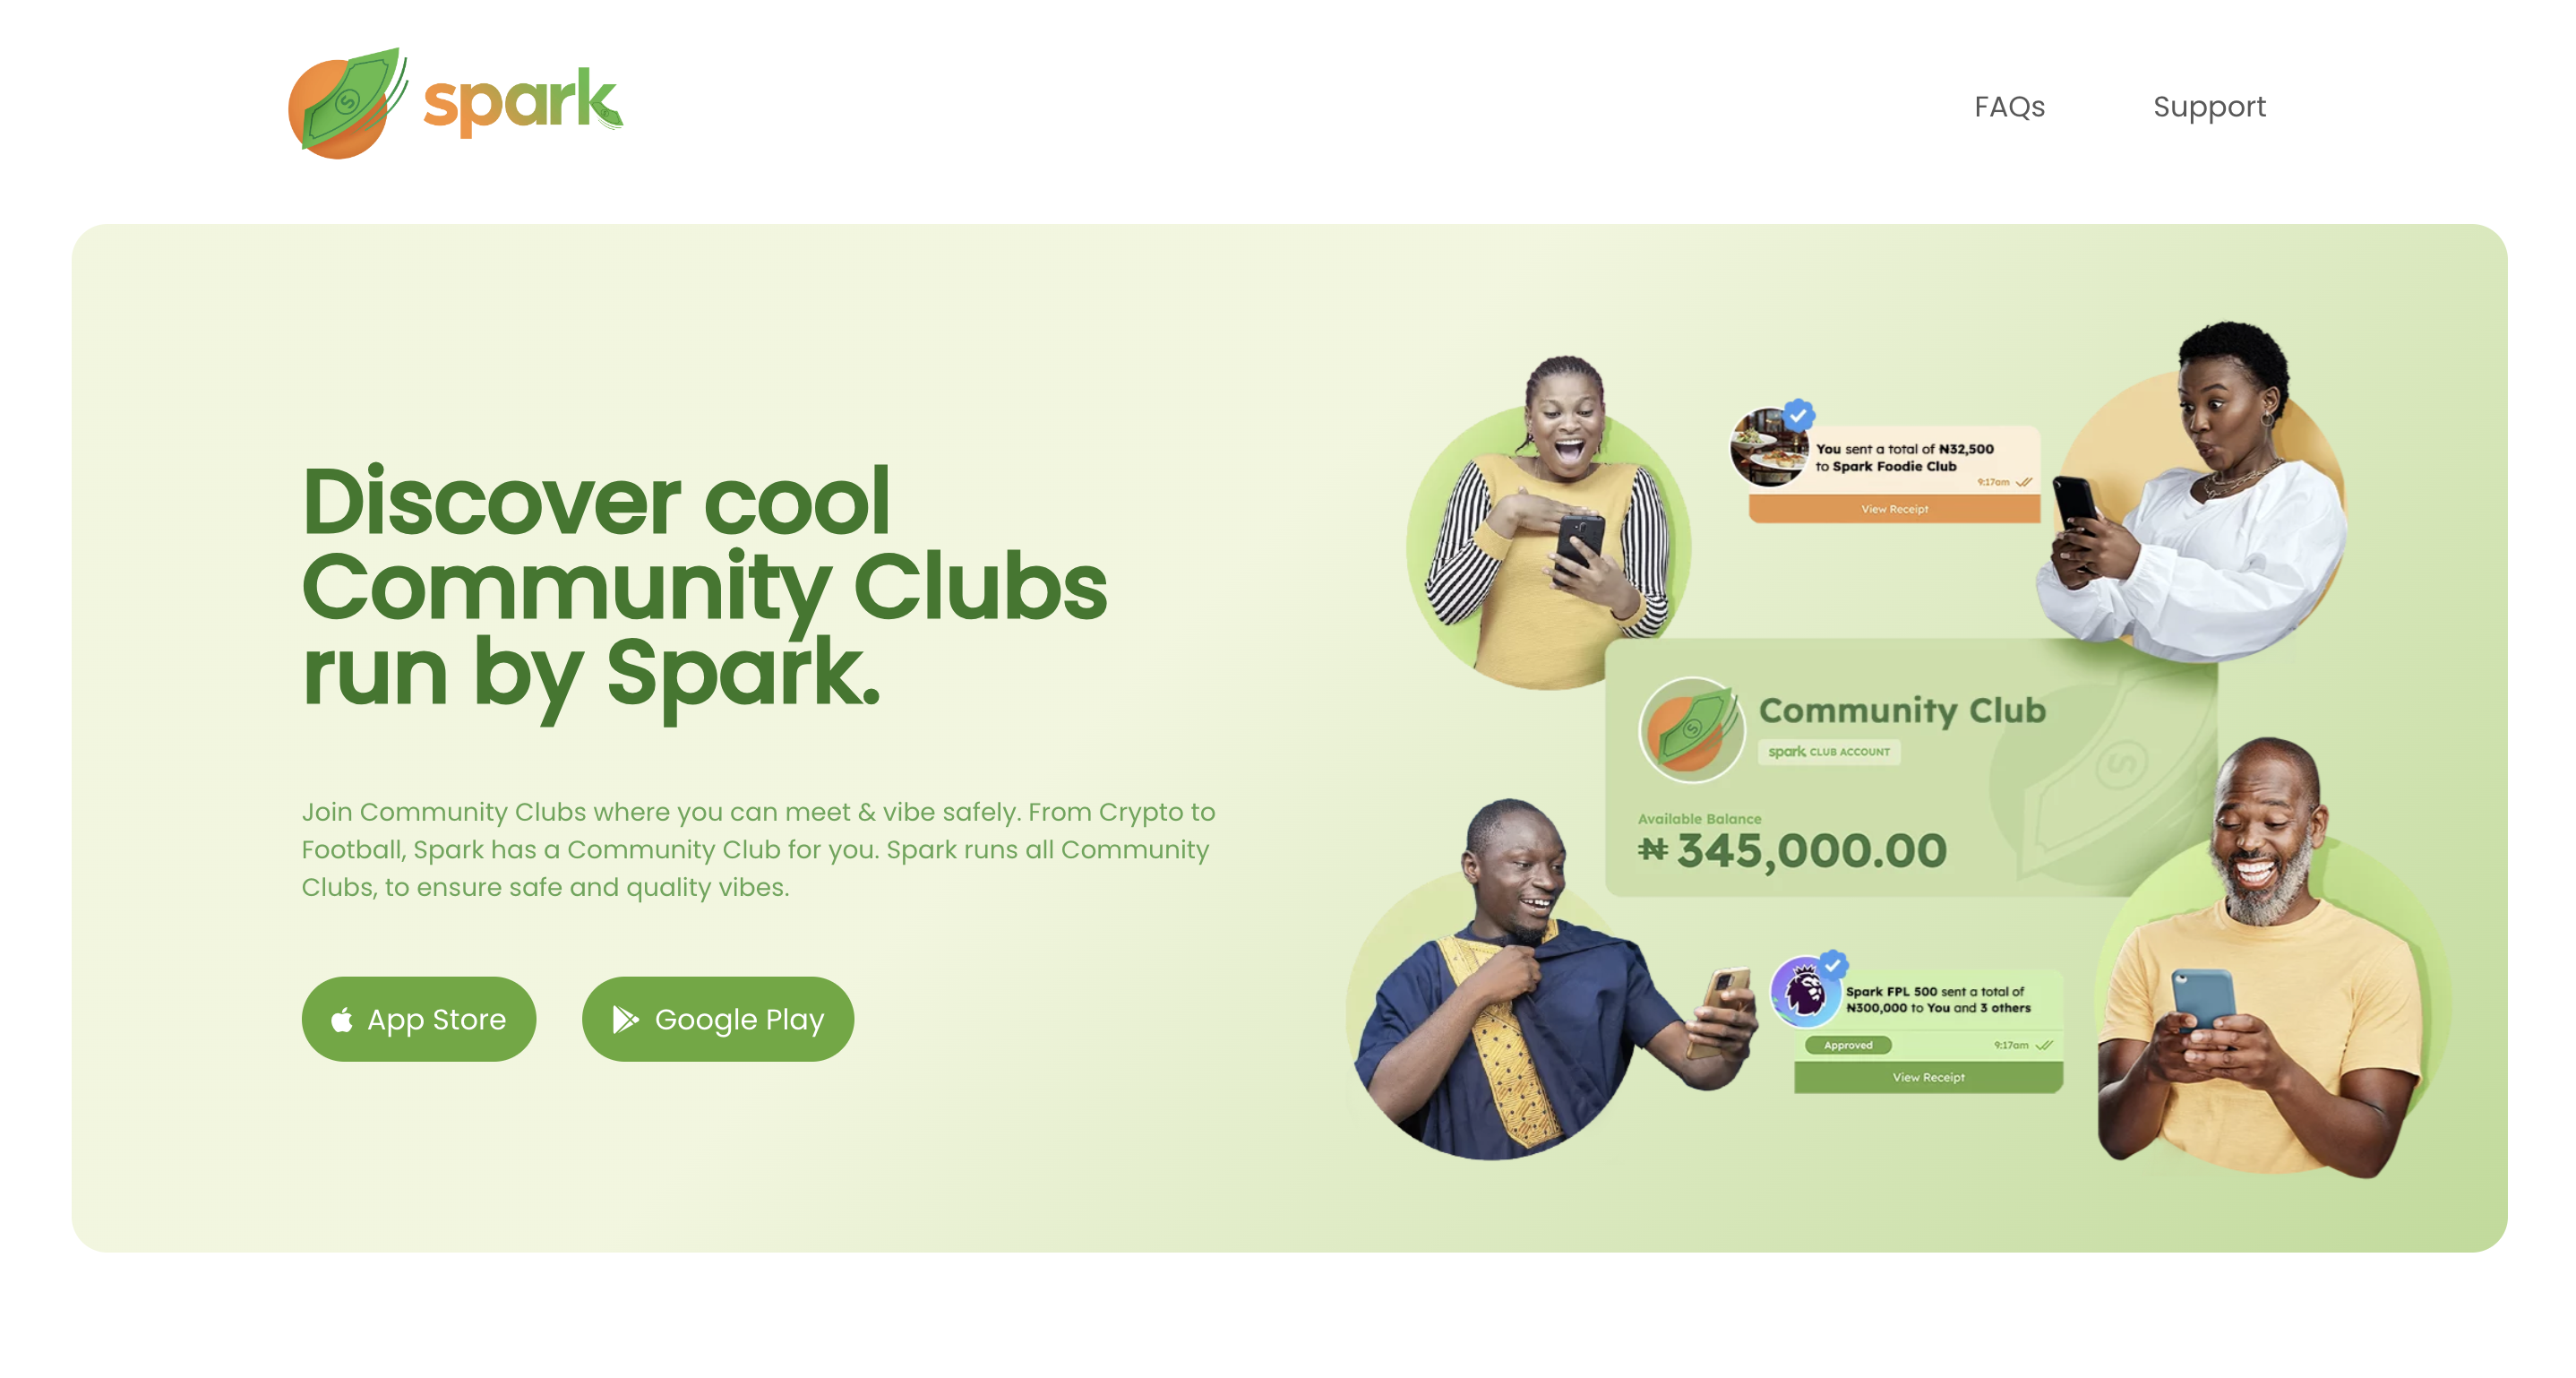 spark
FAQs
Support
Discover cool
Community Clubs
run by Spark.
Join Community Clubs where you can meet & vibe safely. From Crypto to
Football, Spark has a Community Club for you. Spark runs all Community
Clubs, to ensure safe and quality vibes.
App Store
Google Play
You sent a total of ₦32,500
to Spark Foodie Club
9:17am
View Receipt
Community Club
spark CLUB ACCOUNT
Available Balance
₦ 345,000.00
Spark FPL 500 sent a total of
₦300,000 to You and 3 others
Approved
9:17am
View Receipt